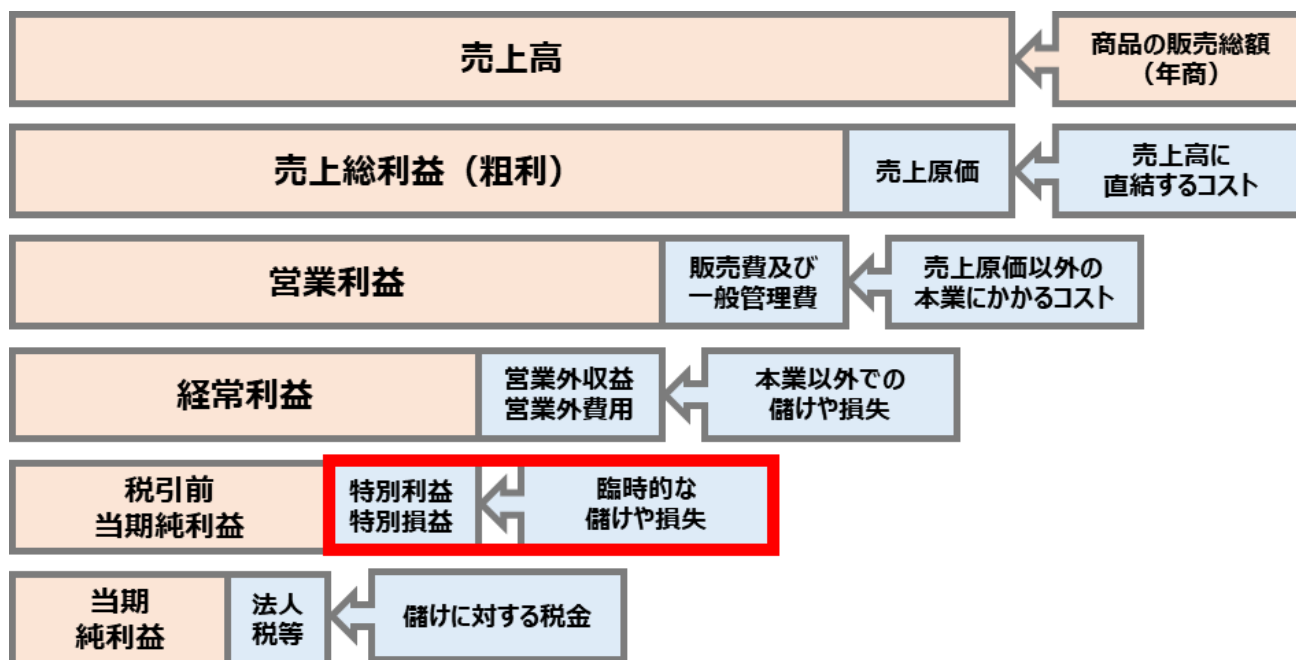 売上高
商品の販売総額
（年商）
売上総利益（粗利）
売上原価
売上高に
直結するコスト
営業利益
販売費及び
一般管理費
売上原価以外の
本業にかかるコスト
経常利益
営業外収益
営業外費用
本業以外での
儲けや損失
税引前
当期純利益
特別利益
特別損益
臨時的な
儲けや損失
当期
純利益
法人
税等
儲けに対する税金